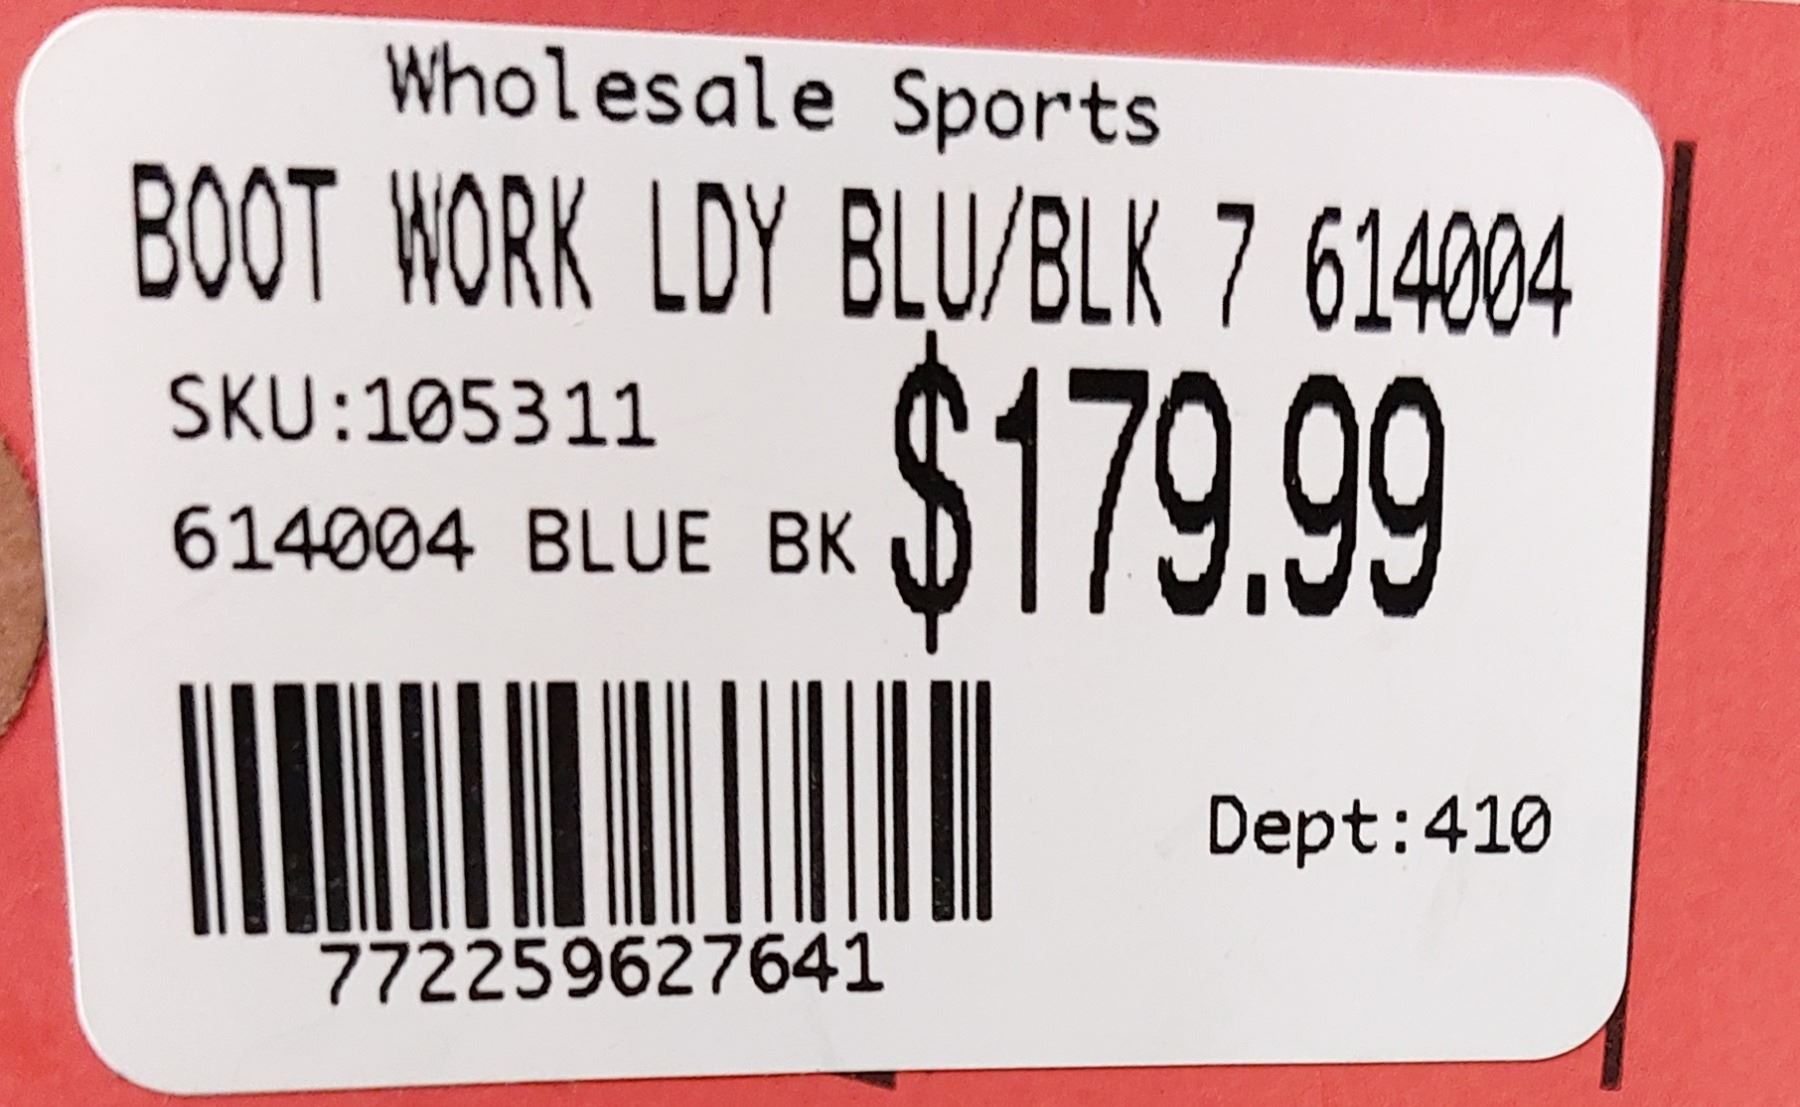 Wholesale Sports
BOOT WORK LDY BLU/BLK 7 614004
SKU:105311
$179.99
614004 BLUE BK
772259627641
Dept:410